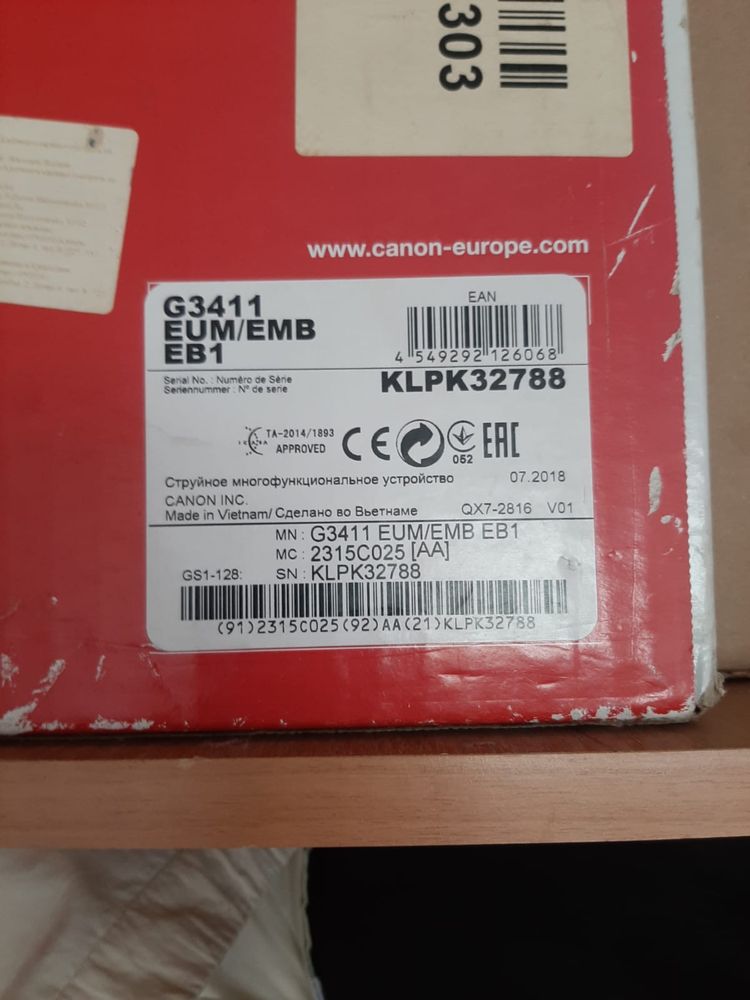 303
www.canon-europe.com
G3411
EUM/EMB
EB1
EAN
4 549292 126068
Serial No. : Numéro de Série
Seriennummer : Nº de serie
KLPK32788
TA-2014/1893
APPROVED
CE
052
EAC
Струйное многофункциональное устройство 07.2018
CANON INC.
Made in Vietnam/ Сделано во Вьетнаме QX7-2816 V01
MN : G3411 EUM/EMB EB1
MC : 2315C025 [AA]
GS1-128: SN : KLPK32788
(91)2315C025(92)AA(21)KLPK32788